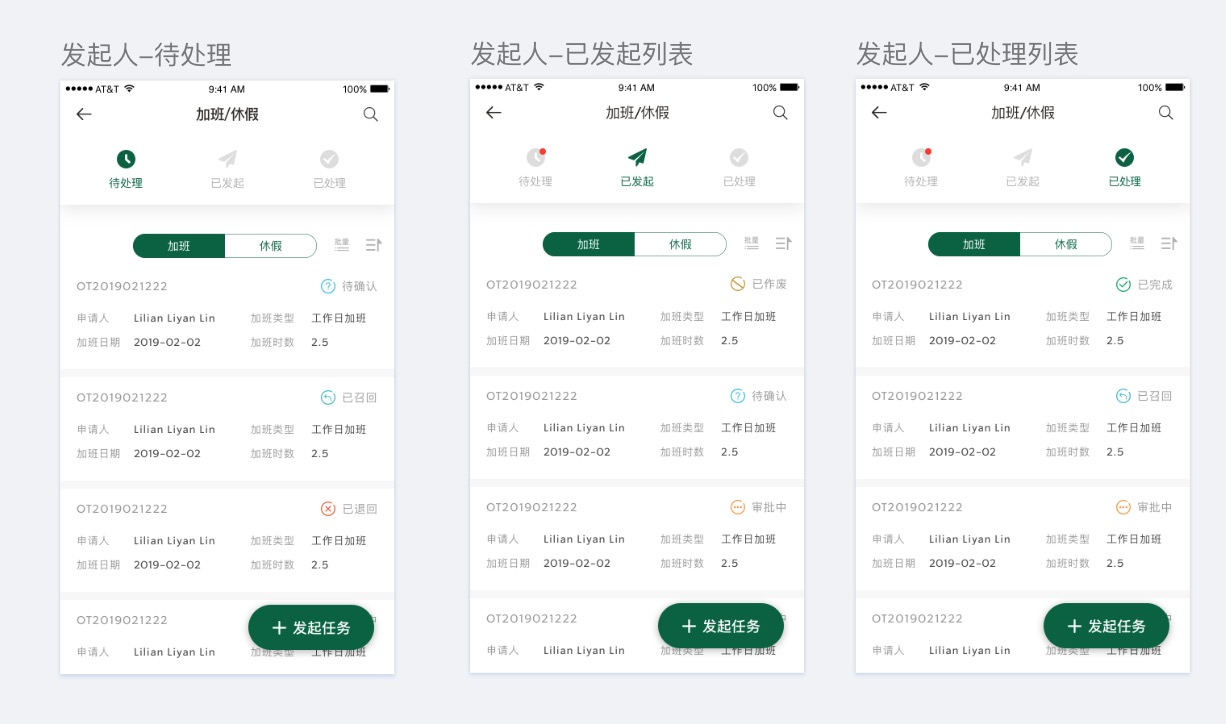 发起人-待处理
AT&T 9:41 AM 100%
加班/休假
待处理 已发起 已处理
加班 休假 批量
OT2019021222 待确认
申请人 Lilian Liyan Lin 加班类型 工作日加班
加班日期 2019-02-02 加班时数 2.5
OT2019021222 已召回
申请人 Lilian Liyan Lin 加班类型 工作日加班
加班日期 2019-02-02 加班时数 2.5
OT2019021222 已退回
申请人 Lilian Liyan Lin 加班类型 工作日加班
加班日期 2019-02-02 加班时数 2.5
OT2019021222 中
+ 发起任务
申请人 Lilian Liyan Lin 加班类型 工作日加班
发起人-已发起列表
AT&T 9:41 AM 100%
加班/休假
待处理 已发起 已处理
加班 休假 批量
OT2019021222 已作废
申请人 Lilian Liyan Lin 加班类型 工作日加班
加班日期 2019-02-02 加班时数 2.5
OT2019021222 待确认
申请人 Lilian Liyan Lin 加班类型 工作日加班
加班日期 2019-02-02 加班时数 2.5
OT2019021222 审批中
申请人 Lilian Liyan Lin 加班类型 工作日加班
加班日期 2019-02-02 加班时数 2.5
OT2019021222 中
+ 发起任务
申请人 Lilian Liyan Lin 加班类型 工作日加班
发起人-已处理列表
AT&T 9:41 AM 100%
加班/休假
待处理 已发起 已处理
加班 休假 批量
OT2019021222 已完成
申请人 Lilian Liyan Lin 加班类型 工作日加班
加班日期 2019-02-02 加班时数 2.5
OT2019021222 已召回
申请人 Lilian Liyan Lin 加班类型 工作日加班
加班日期 2019-02-02 加班时数 2.5
OT2019021222 审批中
申请人 Lilian Liyan Lin 加班类型 工作日加班
加班日期 2019-02-02 加班时数 2.5
OT2019021222 中
+ 发起任务
申请人 Lilian Liyan Lin 加班类型 工作日加班